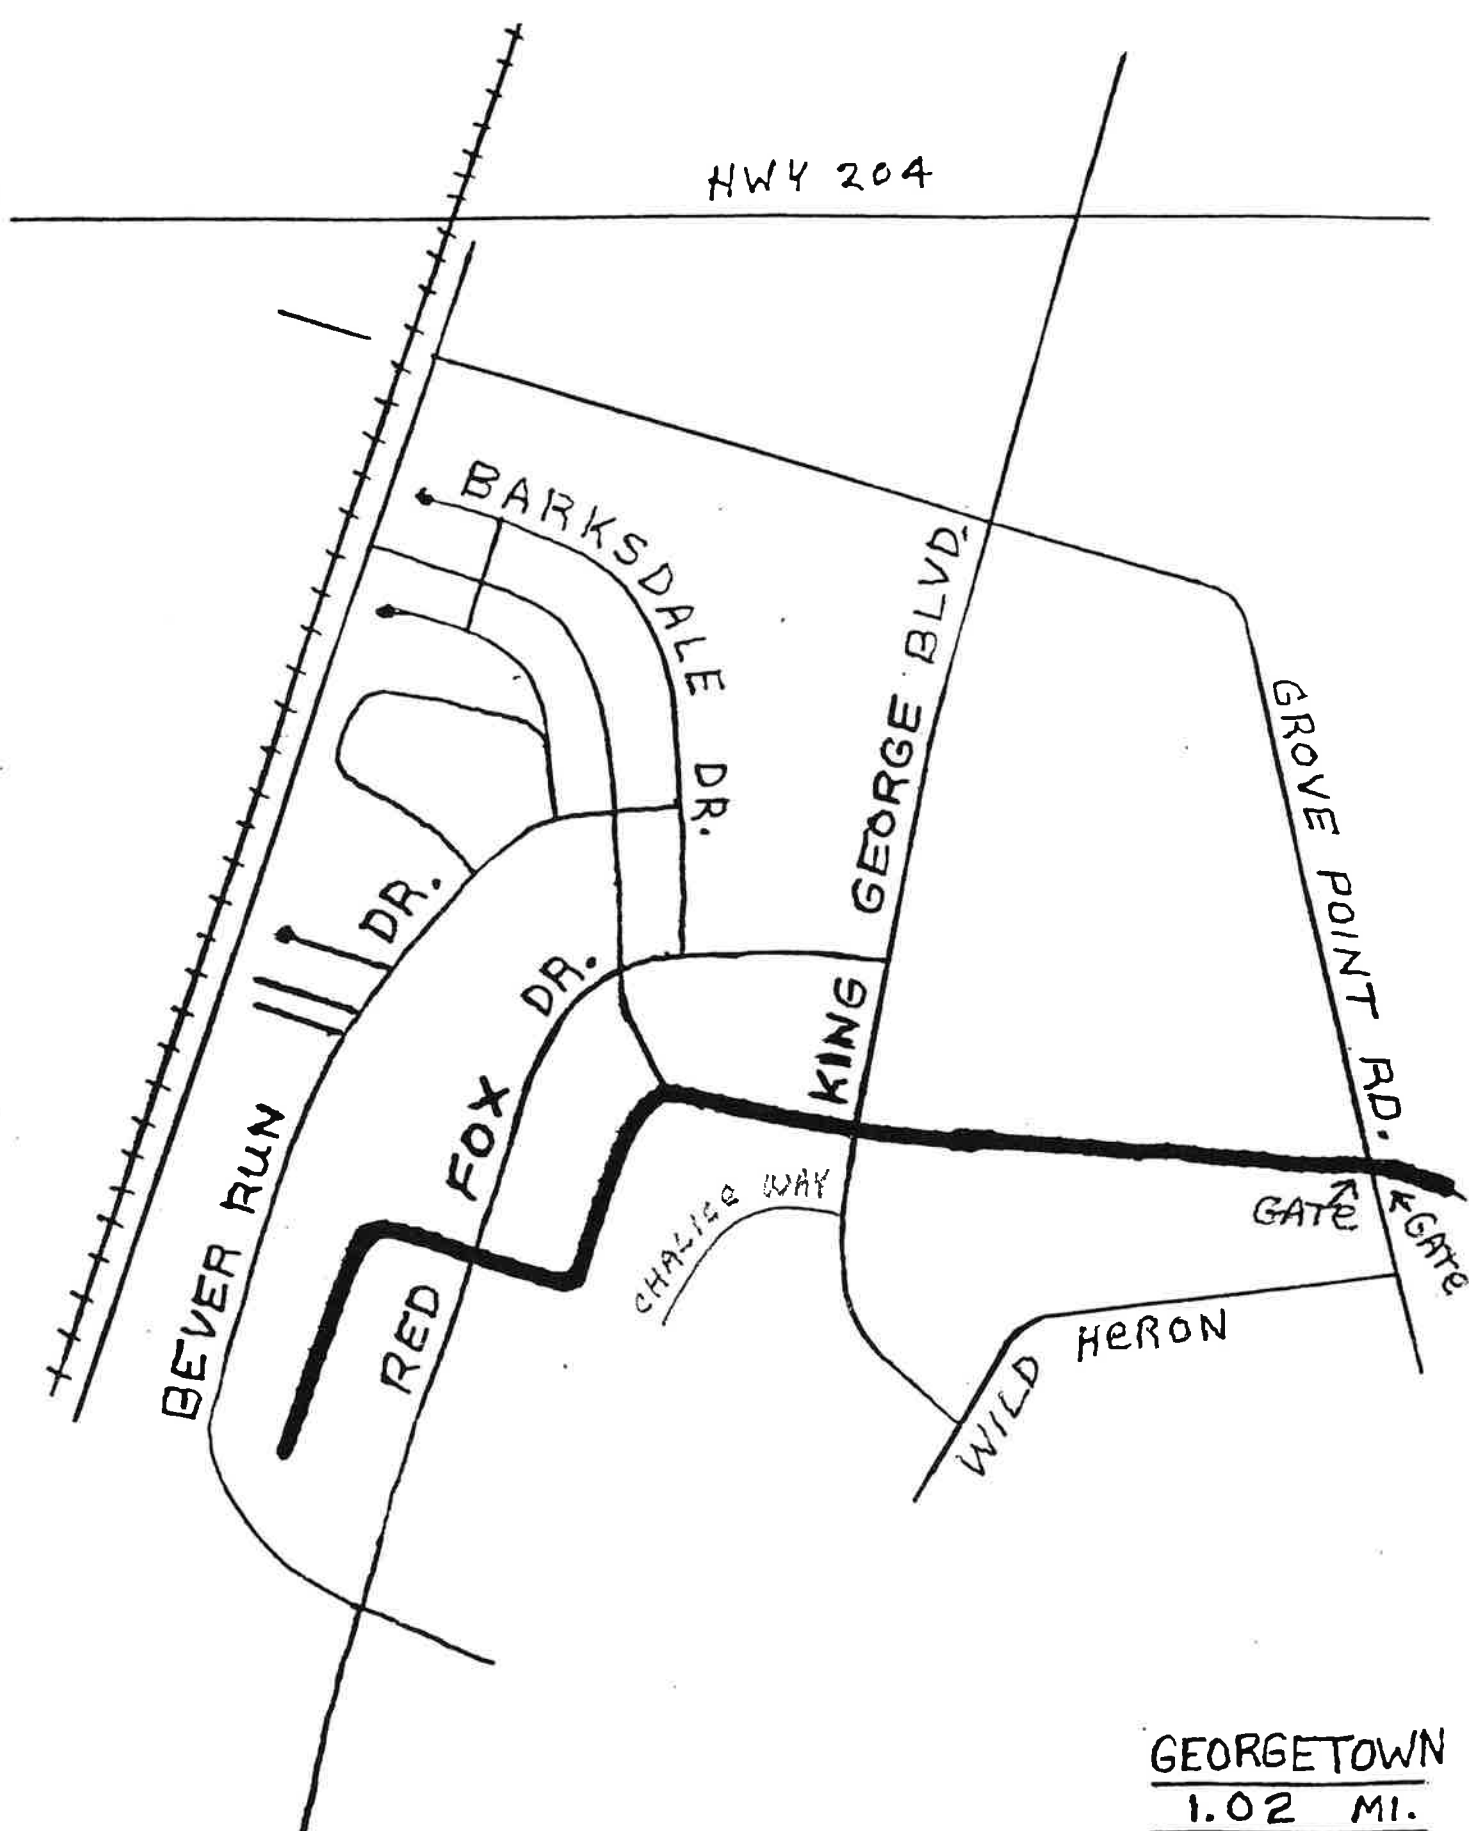 HWY 204
BARKSDALE DR.
KING GEORGE BLVD.
GROVE POINT RD.
BEVER RUN DR.
RED FOX DR.
CHALICE WAY
GATe
GATe
WILD HeRON
GEORGETOWN
1.02 MI.